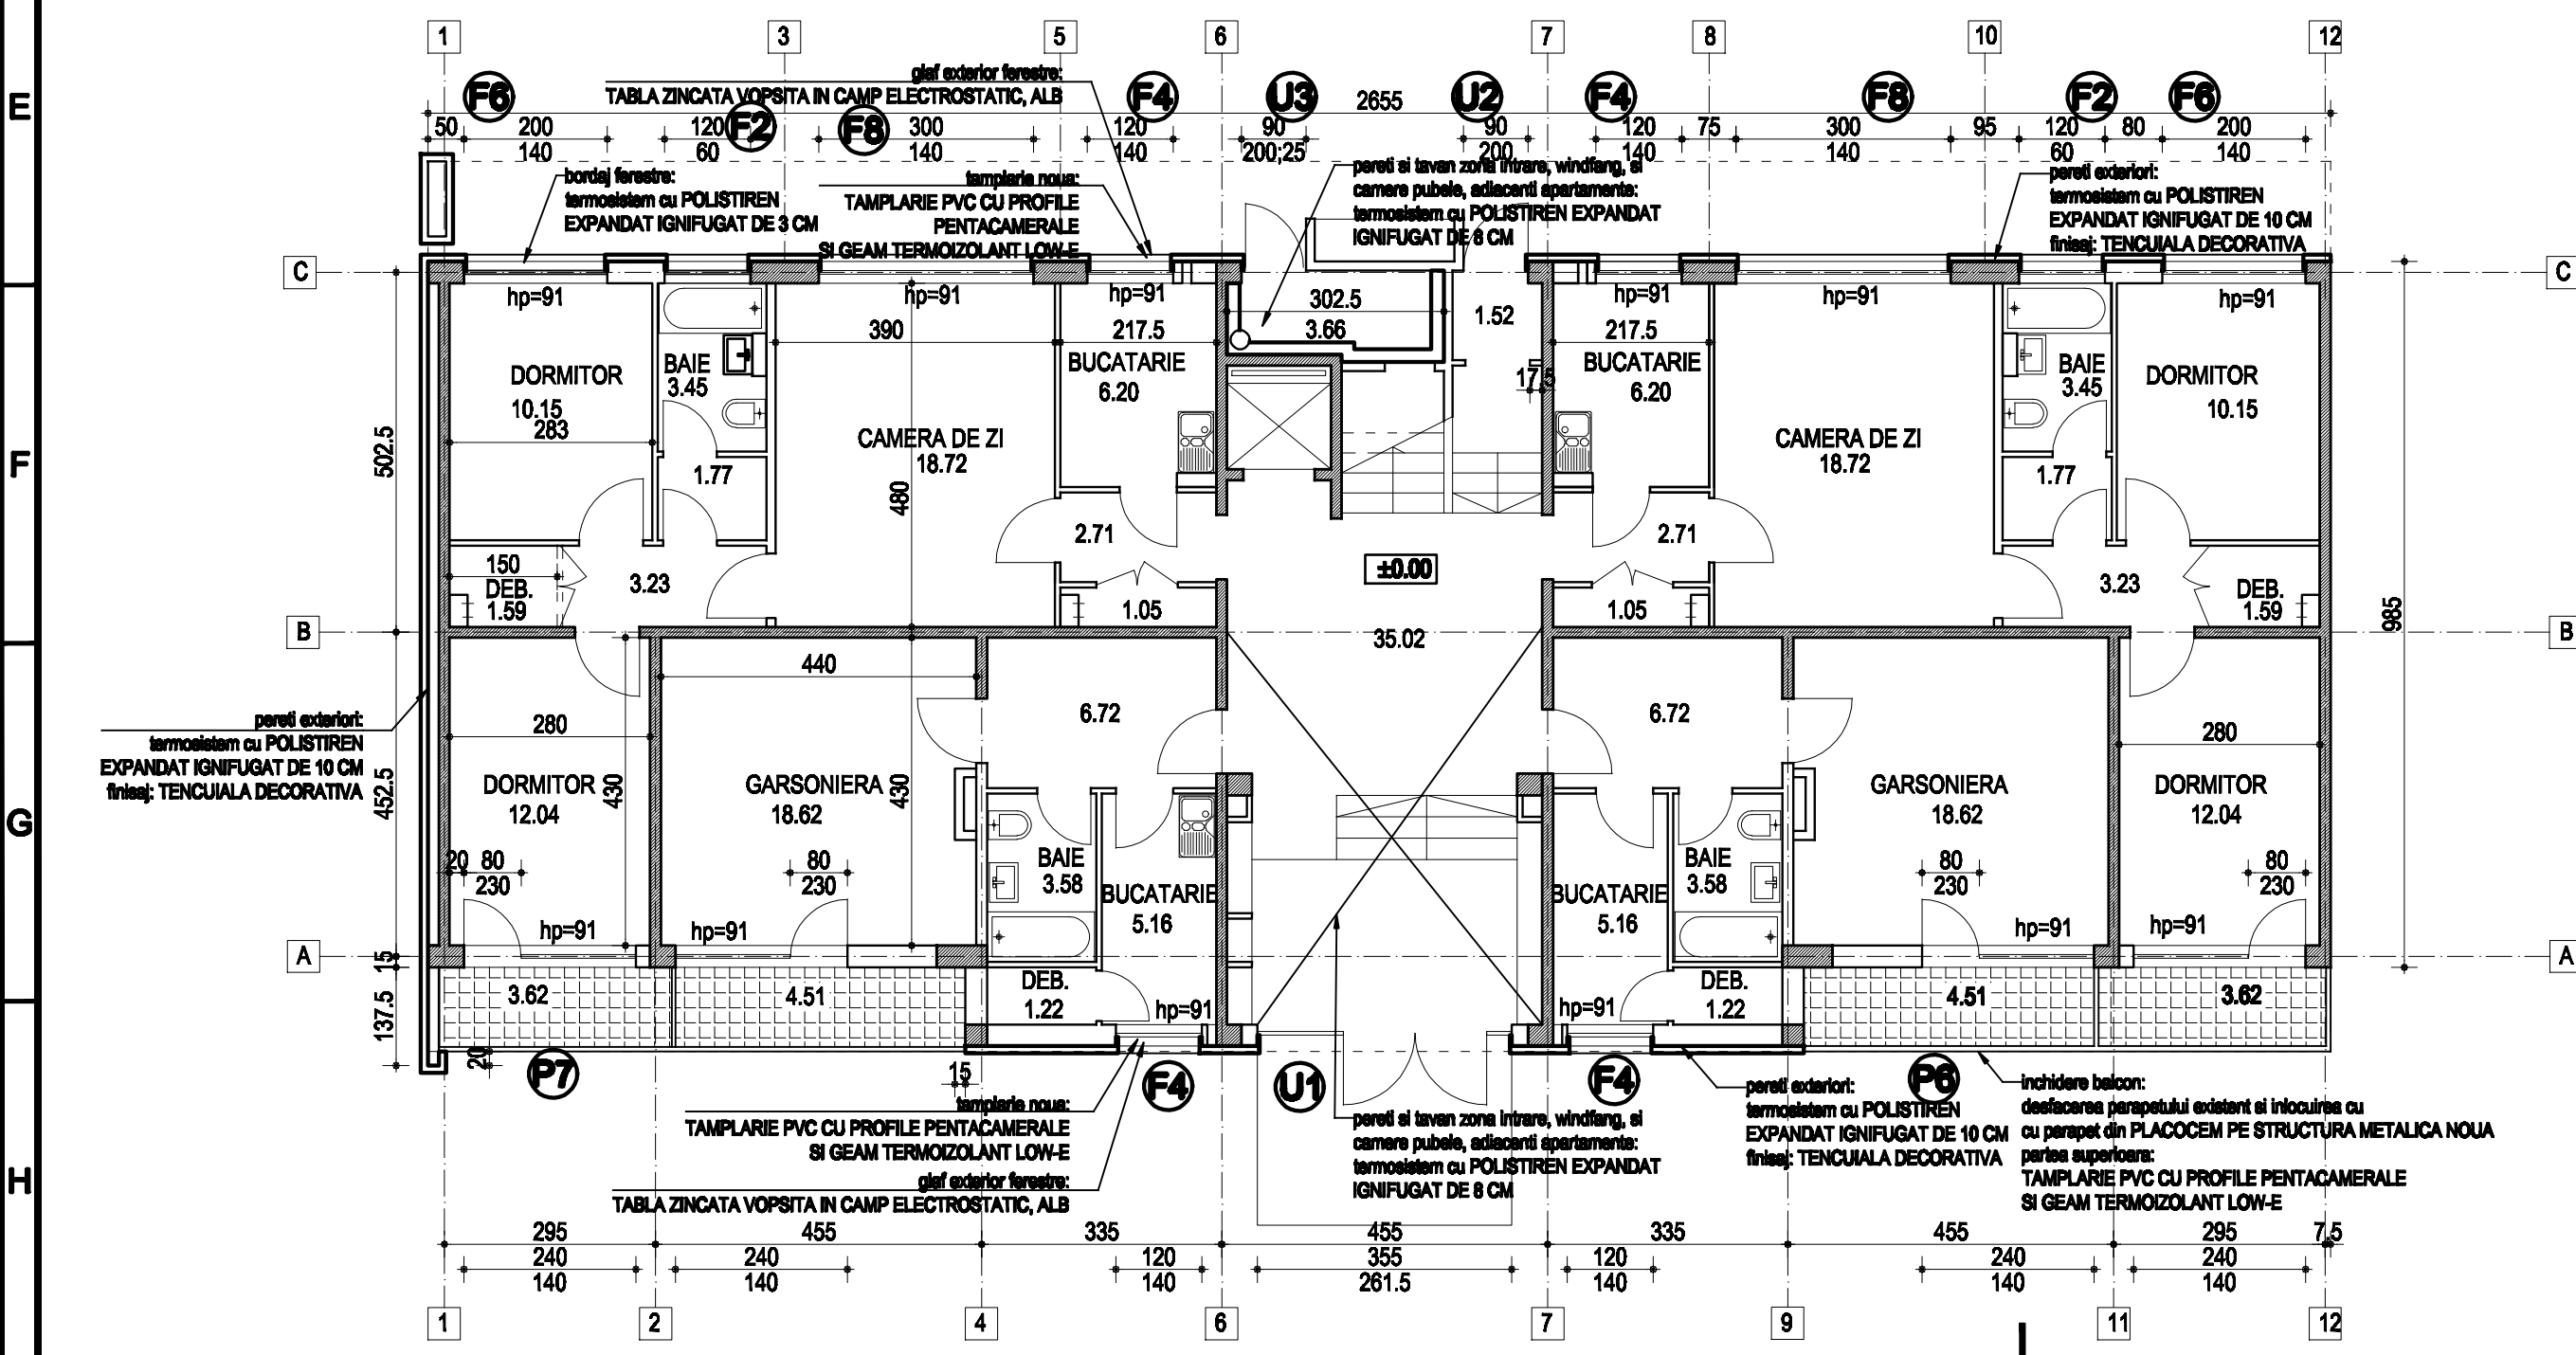 E
F
G
H
1
3
5
6
7
8
10
12
F6
F2
F8
F4
U3
U2
F4
F8
F2
F6
glaf exterior ferestre:
TABLA ZINCATA VOPSITA IN CAMP ELECTROSTATIC, ALB
2655
50
200
140
120
60
300
140
120
140
90
200;25
90
200
120
140
75
300
140
95
120
60
80
200
140
bordaj ferestre:
termosistem cu POLISTIREN
EXPANDAT IGNIFUGAT DE 3 CM
tamplarie noua:
TAMPLARIE PVC CU PROFILE
PENTACAMERALE
SI GEAM TERMOIZOLANT LOW-E
pereti si tavan zona intrare, windfang, si
camere pubele, adiacenti apartamente:
termosistem cu POLISTIREN EXPANDAT
IGNIFUGAT DE 8 CM
pereti exteriori:
termosistem cu POLISTIREN
EXPANDAT IGNIFUGAT DE 10 CM
finisaj: TENCUIALA DECORATIVA
C
C
hp=91
hp=91
hp=91
hp=91
hp=91
hp=91
302.5
3.66
1.52
390
217.5
217.5
17.5
DORMITOR
10.15
283
BAIE
3.45
CAMERA DE ZI
18.72
BUCATARIE
6.20
BUCATARIE
6.20
CAMERA DE ZI
18.72
BAIE
3.45
DORMITOR
10.15
502.5
1.77
480
1.77
2.71
2.71
150
DEB.
1.59
3.23
1.05
±0.00
1.05
3.23
DEB.
1.59
985
B
35.02
B
440
430
430
280
6.72
6.72
280
pereti exteriori:
termosistem cu POLISTIREN
EXPANDAT IGNIFUGAT DE 10 CM
finisaj: TENCUIALA DECORATIVA
452.5
DORMITOR
12.04
GARSONIERA
18.62
GARSONIERA
18.62
DORMITOR
12.04
20
80
230
80
230
BAIE
3.58
BUCATARIE
5.16
BUCATARIE
5.16
BAIE
3.58
80
230
80
230
hp=91
hp=91
hp=91
hp=91
A
A
15
137.5
20
3.62
4.51
DEB.
1.22
hp=91
hp=91
DEB.
1.22
4.51
3.62
P7
15
F4
U1
F4
P6
tamplarie noua:
TAMPLARIE PVC CU PROFILE PENTACAMERALE
SI GEAM TERMOIZOLANT LOW-E
glaf exterior ferestre:
TABLA ZINCATA VOPSITA IN CAMP ELECTROSTATIC, ALB
pereti si tavan zona intrare, windfang, si
camere pubele, adiacenti apartamente:
termosistem cu POLISTIREN EXPANDAT
IGNIFUGAT DE 8 CM
pereti exteriori:
termosistem cu POLISTIREN
EXPANDAT IGNIFUGAT DE 10 CM
finisaj: TENCUIALA DECORATIVA
inchidere balcon:
desfacerea parapetului existent si inlocuirea cu
cu parapet din PLACOCEM PE STRUCTURA METALICA NOUA
partea superioara:
TAMPLARIE PVC CU PROFILE PENTACAMERALE
SI GEAM TERMOIZOLANT LOW-E
295
455
335
455
335
455
295
7.5
240
140
240
140
120
140
355
261.5
120
140
240
140
240
140
1
2
4
6
7
9
11
12